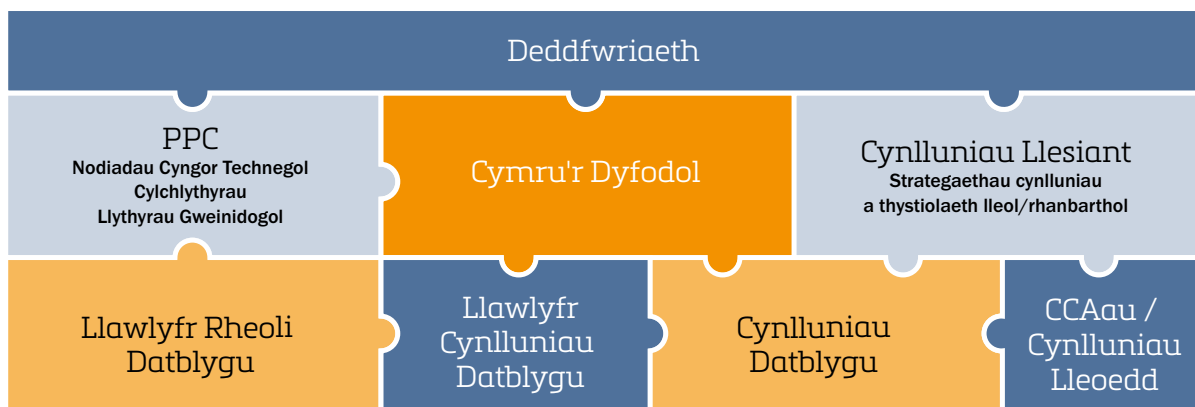 Deddfwriaeth
PPC
Nodiadau Cyngor Technegol
Cylchlythyrau
Llythyrau Gweinidogol
Cymru'r Dyfodol
Cynlluniau Llesiant
Strategaethau cynlluniau
a thystiolaeth lleol/rhanbarthol
Llawlyfr Rheoli
Datblygu
Llawlyfr
Cynlluniau
Datblygu
Cynlluniau
Datblygu
CCAau /
Cynlluniau
Lleoedd